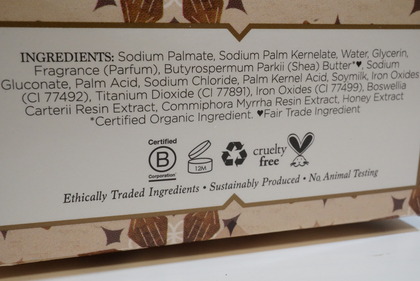 INGREDIENTS: Sodium Palmate, Sodium Palm Kernelate, Water, Glycerin,
Fragrance (Parfum), Butyrospermum Parkii (Shea) Butter*♥, Sodium
Gluconate, Palm Acid, Sodium Chloride, Palm Kernel Acid, Soymilk, Iron Oxides
(CI 77492), Titanium Dioxide (CI 77891), Iron Oxides (CI 77499), Boswellia
Carterii Resin Extract, Commiphora Myrrha Resin Extract, Honey Extract
*Certified Organic Ingredient. ♥Fair Trade Ingredient
Certified
B
Corporation
12M
cruelty
free
Ethically Traded Ingredients • Sustainably Produced • No Animal Testing